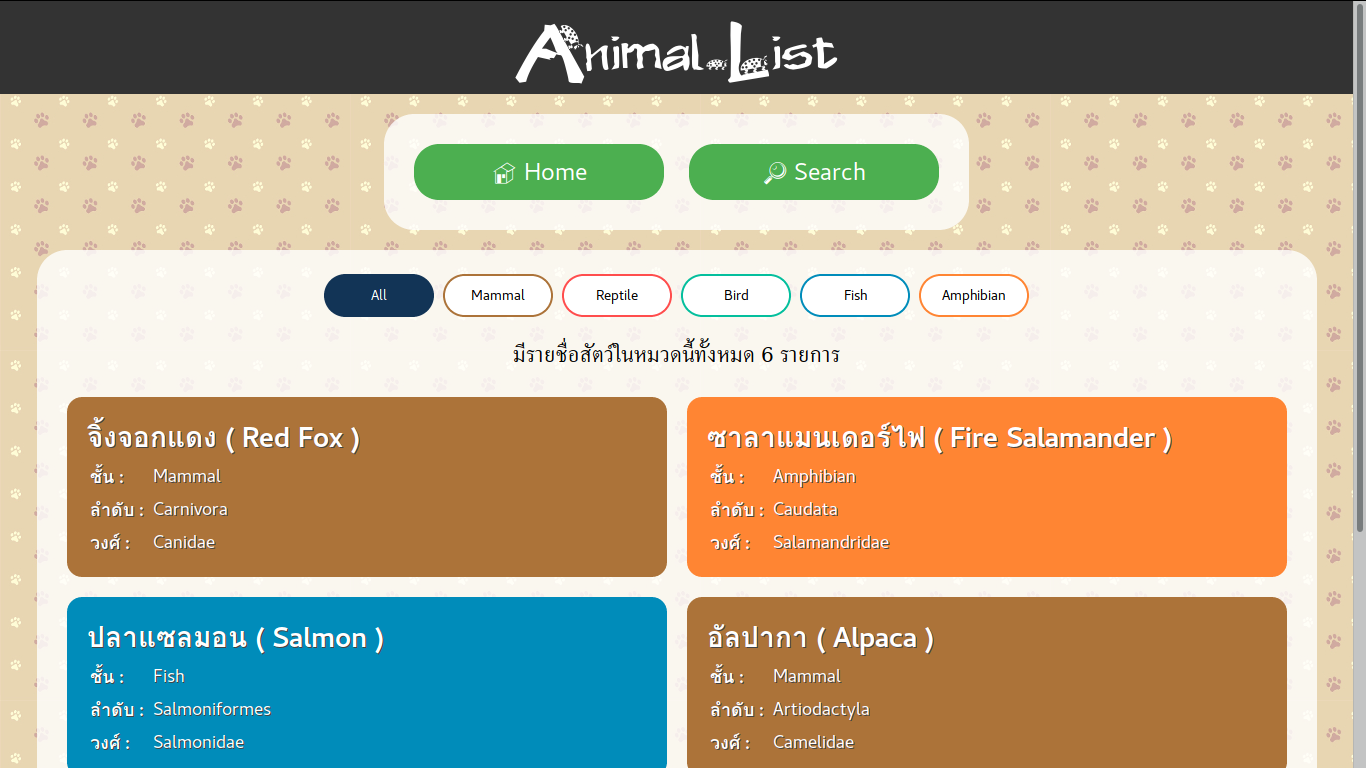 Animal List
Home
Search
All
Mammal
Reptile
Bird
Fish
Amphibian
มีรายชื่อสัตว์ในหมวดนี้ทั้งหมด 6 รายการ
จิ้งจอกแดง ( Red Fox )
ชั้น : Mammal
ลำดับ : Carnivora
วงศ์ : Canidae
ซาลาแมนเดอร์ไฟ ( Fire Salamander )
ชั้น : Amphibian
ลำดับ : Caudata
วงศ์ : Salamandridae
ปลาแซลมอน ( Salmon )
ชั้น : Fish
ลำดับ : Salmoniformes
วงศ์ : Salmonidae
อัลปากา ( Alpaca )
ชั้น : Mammal
ลำดับ : Artiodactyla
วงศ์ : Camelidae